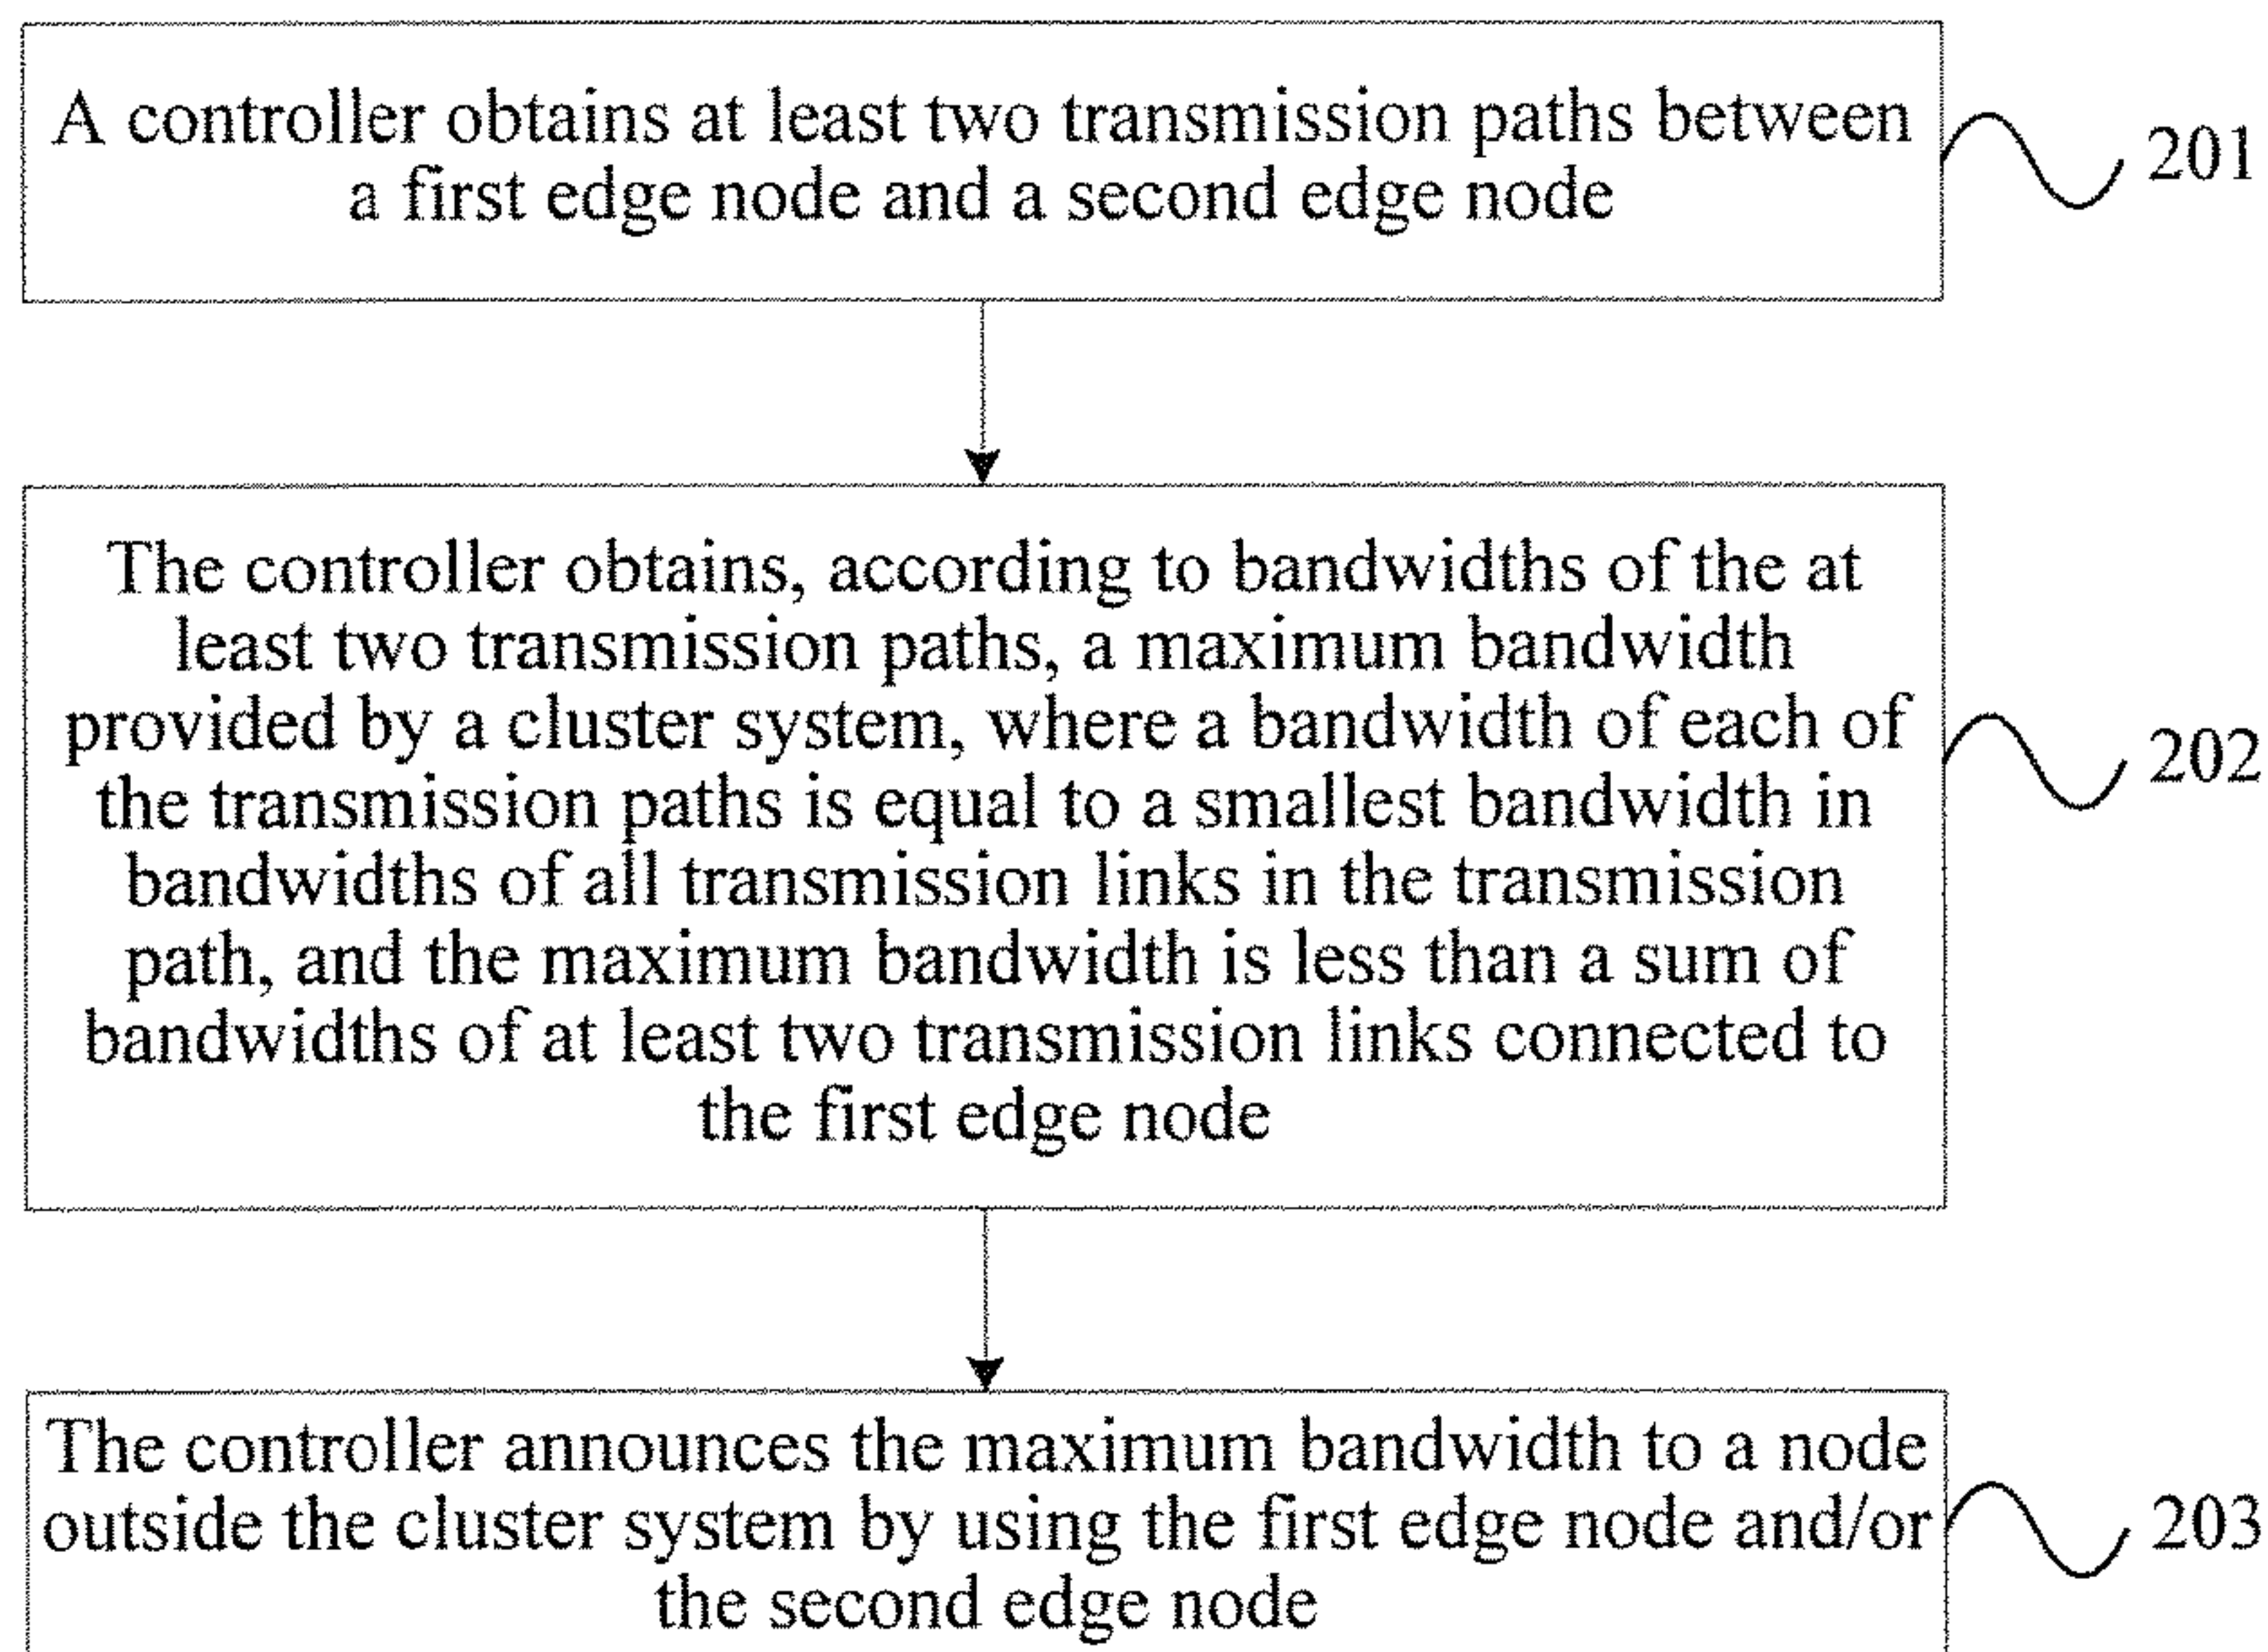 A controller obtains at least two transmission paths between
a first edge node and a second edge node
201
The controller obtains, according to bandwidths of the at
least two transmission paths, a maximum bandwidth
provided by a cluster system, where a bandwidth of each of
the transmission paths is equal to a smallest bandwidth in
bandwidths of all transmission links in the transmission
path, and the maximum bandwidth is less than a sum of
bandwidths of at least two transmission links connected to
the first edge node
202
The controller announces the maximum bandwidth to a node
outside the cluster system by using the first edge node and/or
the second edge node
203